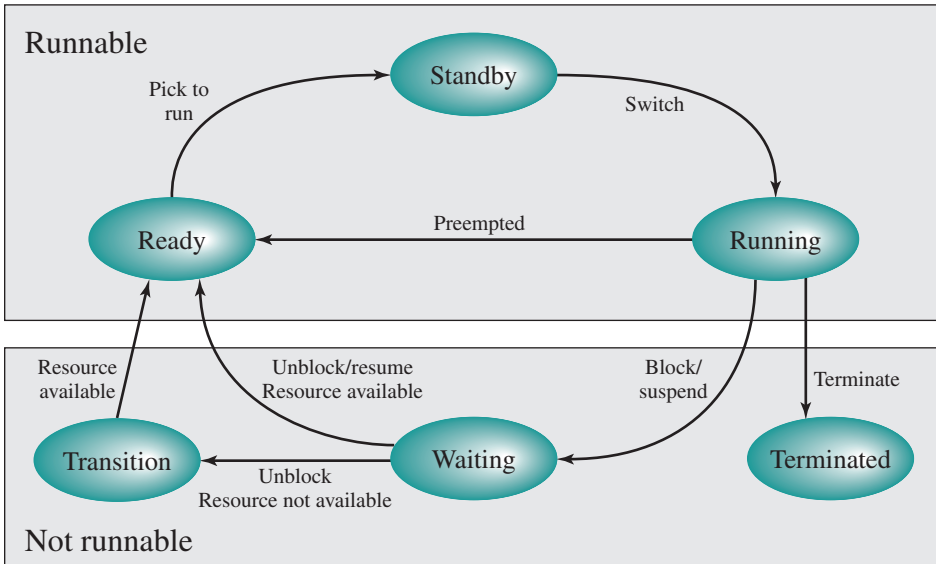 Runnable
Standby
Pick to
run
Switch
Ready
Preempted
Running
Resource
available
Unblock/resume
Resource available
Block/
suspend
Terminate
Transition
Unblock
Resource not available
Waiting
Terminated
Not runnable